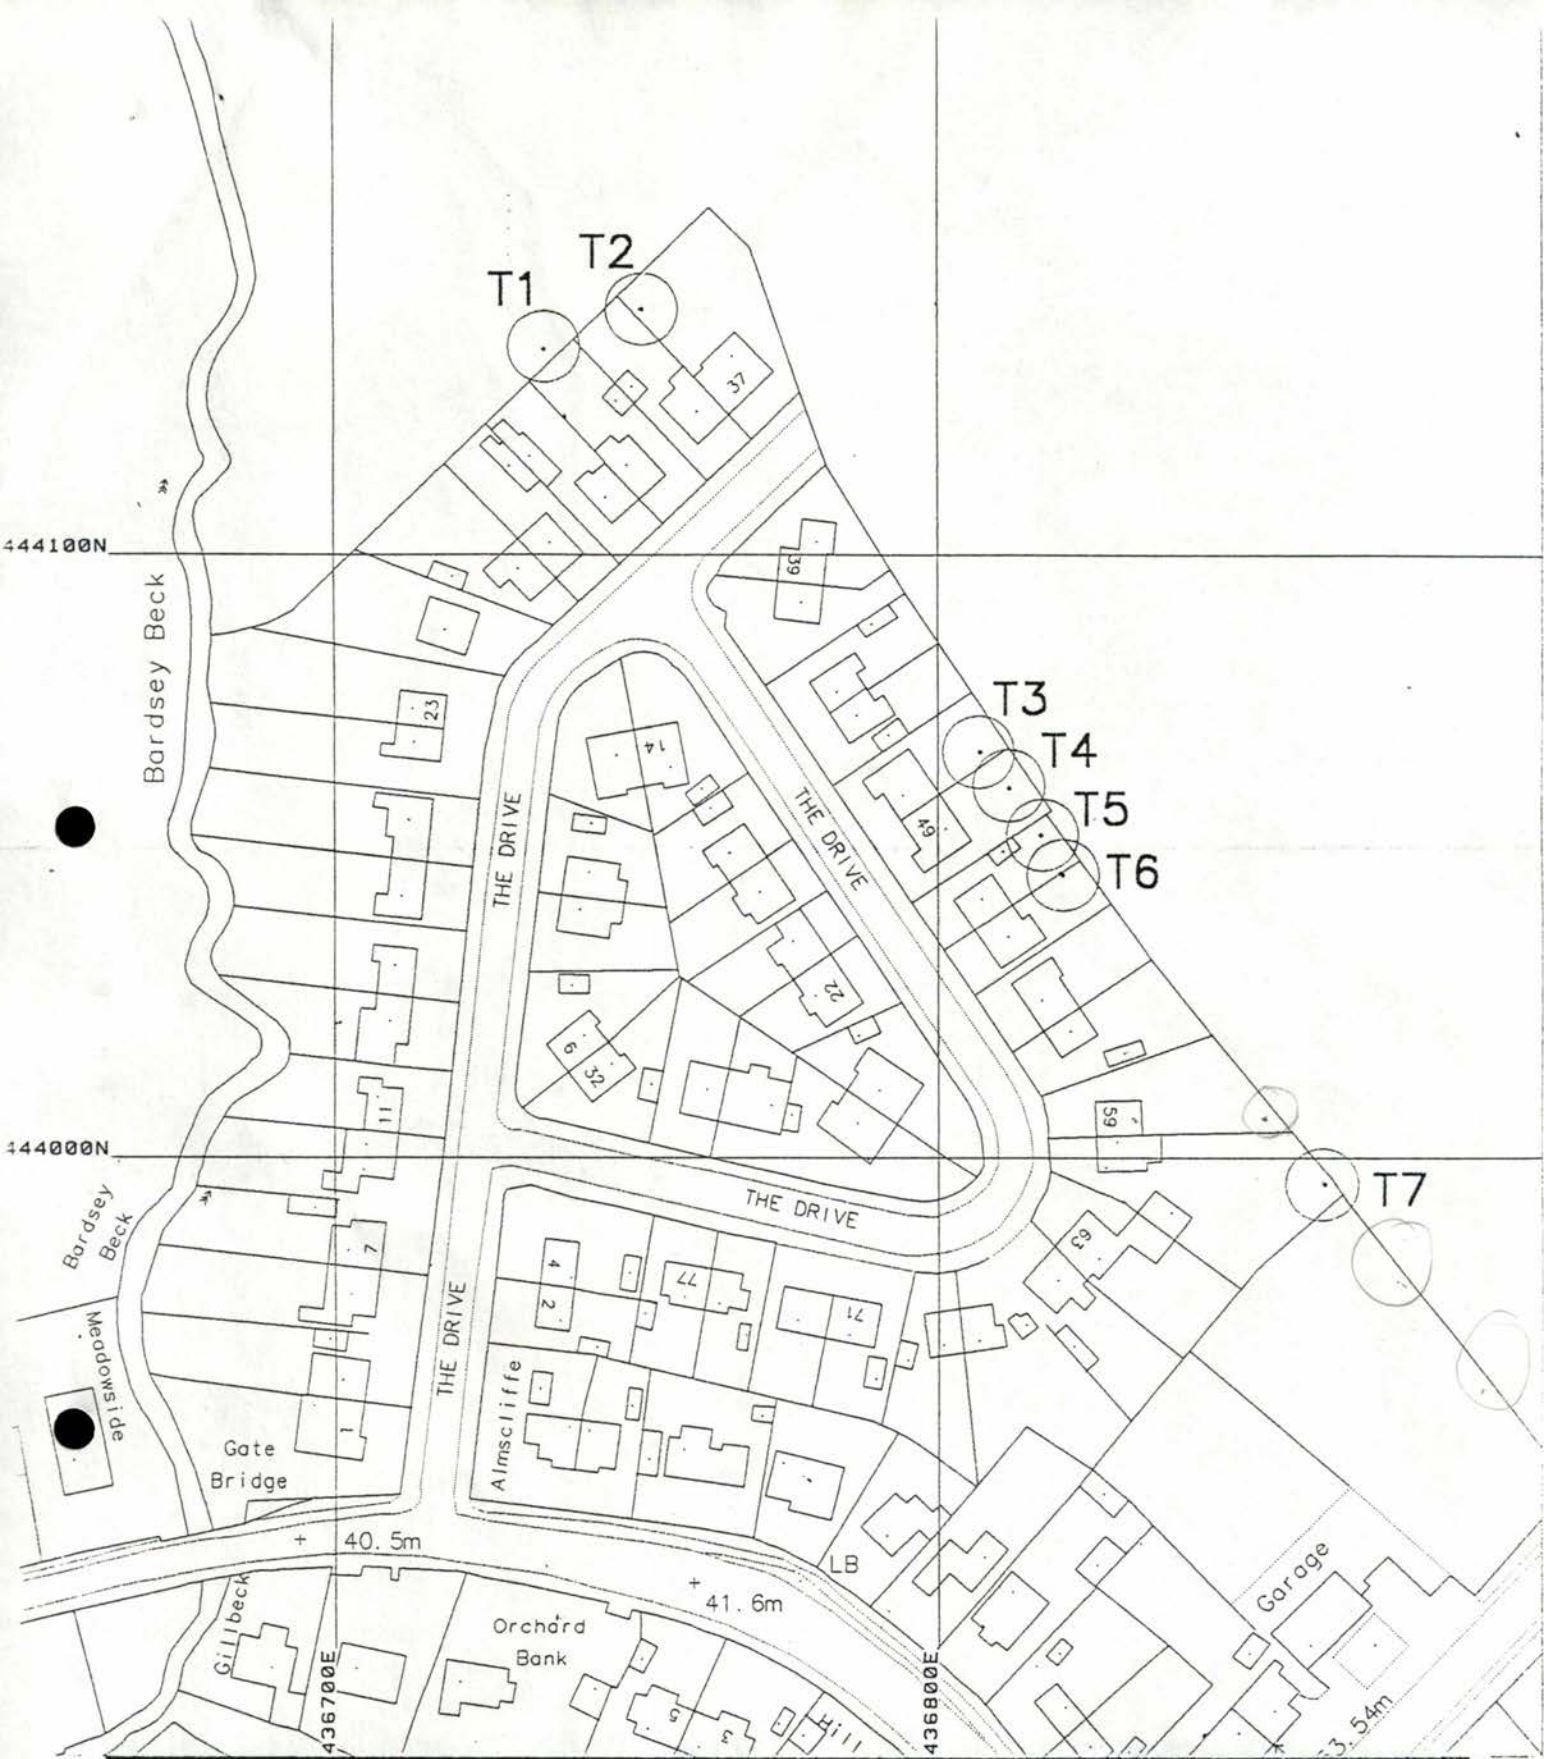 T2
T1
37
444100N
39
Bardsey Beck
T3
23
14
T4
THE DRIVE
THE DRIVE
T5
49
T6
22
6
32
11
59
444000N
T7
Bardsey
Beck
THE DRIVE
63
7
4
2
77
71
THE DRIVE
Meadowside
Almscliffe
1
Gate
Bridge
40.5m
LB
Garage
41.6m
Gillbeck
Orchard
Bank
436700E
436800E
5
3
Hill
3.54m